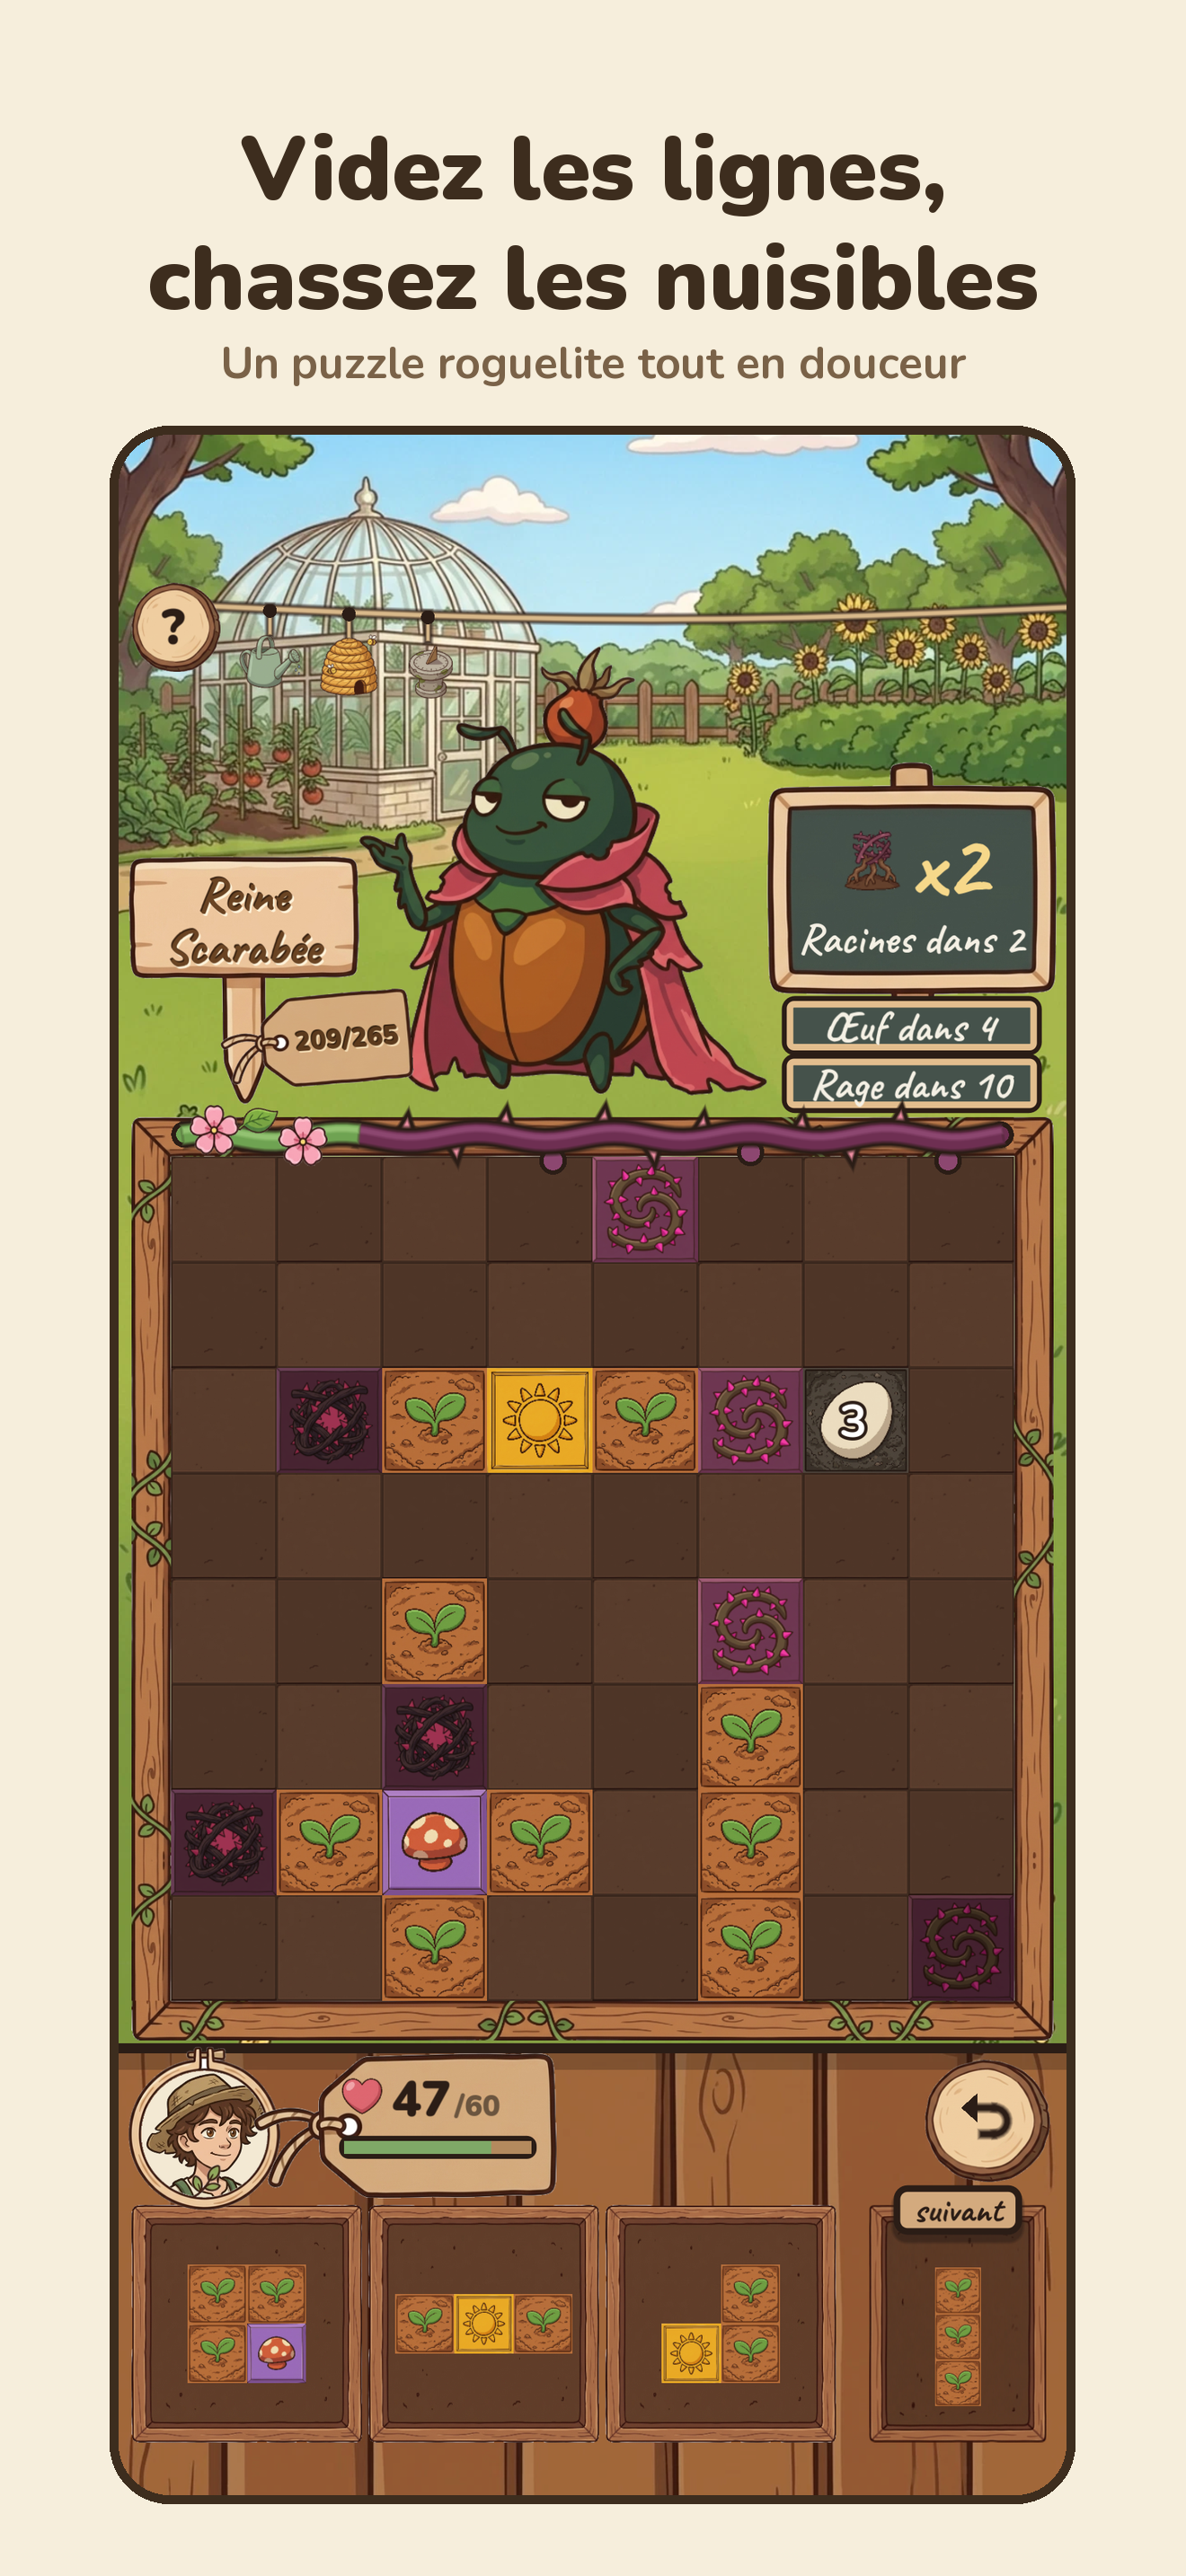 Videz les lignes,
chassez les nuisibles
Un puzzle roguelite tout en douceur
?
x2
Reine
Scarabée
Racines dans 2
209/265
Œuf dans 4
Rage dans 10
3
47/60
suivant